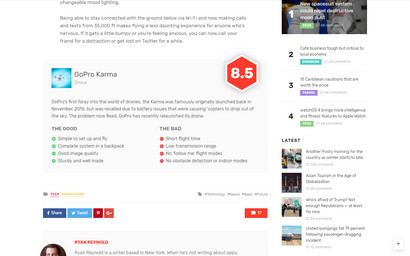 changeable mood lighting.
Being able to stay connected with the ground below via Wi-Fi and now making calls
and texts from 35,000 ft makes flying a less daunting experience for anyone who's
nervous. If it gets a little bumpy or you're feeling anxious, you can now call your
friend for a distraction or get lost on Twitter for a while.
GoPro Karma
Drone
8.5
GoPro's first foray into the world of drones, the Karma was famously originally launched back in
November 2016, but was recalled due to battery issues that were causing 'copters to drop out of
the sky. The problem now fixed, GoPro has recently relaunched its drone.
THE GOOD
Simple to set-up and fly
Complete system in a backpack
Good image quality
Sturdy and well made
THE BAD
Short flight time
Low transmission range
No 'follow me' flight modes
No obstacle detection or indoor modes
TECH
#Technology #Space #Apps #Future
Share
Tweet
17
RYAN REYNOLD
Ryan Reynold is a writer based in New York. When he's not writing about apps,
1
New spacesuit system
could repel destructive
moon dust
2
Cafe business tough but critical to
local economy
BUSINESS
3
15 Caribbean vacations that are
worth the price
TRAVEL
4
watchOS 4 brings more intelligence
and fitness features to Apple Watch
TECH
LATEST
Another frosty morning for the
country as winter starts to bite
Asian Tourism in the Age of
Globalization
Who's afraid of Trump? Not
enough Republicans — at least
for now
United bumpings fall 79 percent
following passenger-dragging
incident